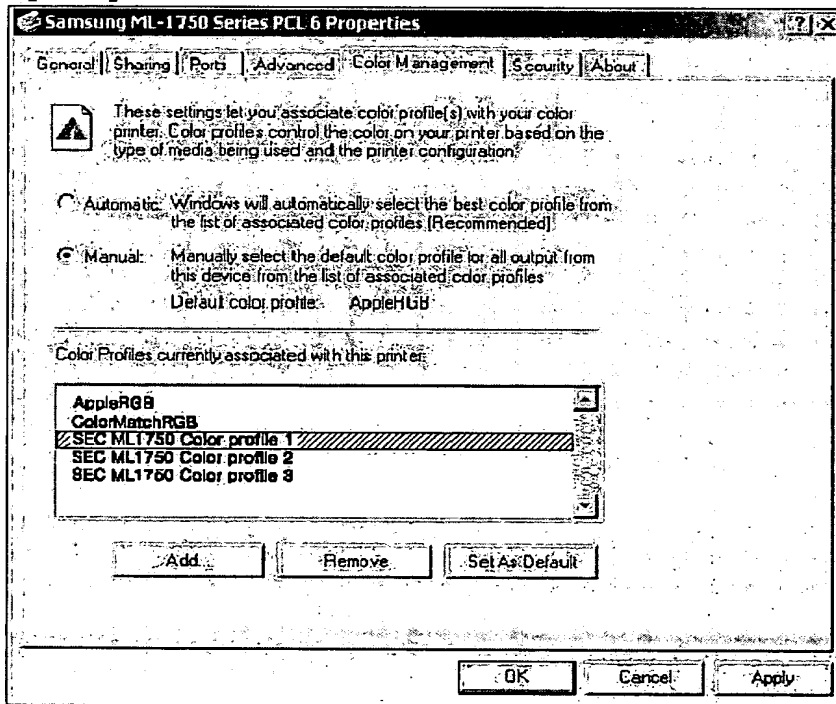 Samsung ML-1750 Series PCL 6 Properties
General Sharing Ports Advanced Color Management Security About
These settings let you associate color profile(s) with your color
printer. Color profiles control the color on your printer based on the
type of media being used and the printer configuration.
Automatic: Windows will automatically select the best color profile from
the list of associated color profiles (Recommended)
Manual: Manually select the default color profile for all output from
this device from the list of associated color profiles
Default color profile: AppleRGB
Color Profiles currently associated with this printer:
AppleRGB
ColorMatchRGB
SEC ML1750 Color profile 1
SEC ML1750 Color profile 2
SEC ML1750 Color profile 3
Add... Remove Set As Default
OK Cancel Apply